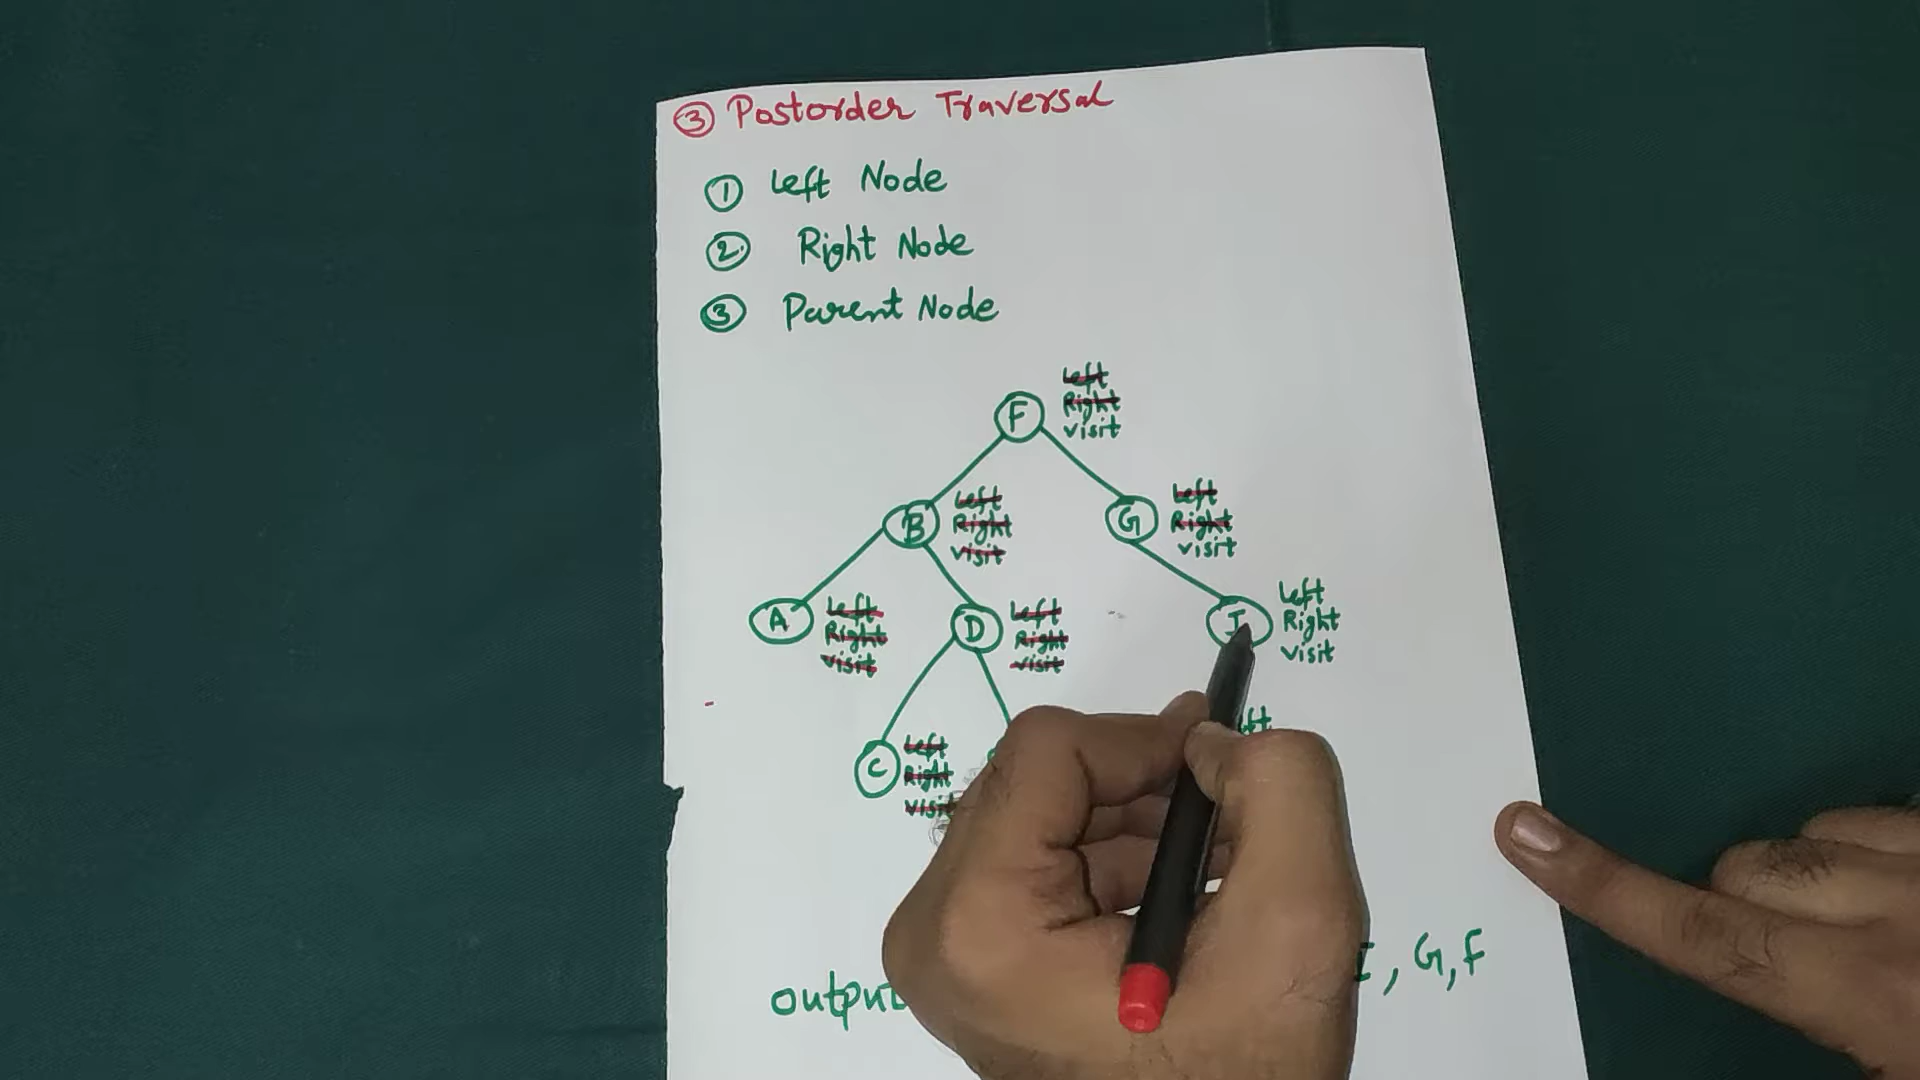 ③ Postorder Traversal
① Left Node
② Right Node
③ Parent Node
F
Left
Right
visit
B
Left
Right
visit
G
Left
Right
visit
A
Left
Right
visit
D
Left
Right
visit
I
Left
Right
visit
C
Left
Right
visit
I, G, F